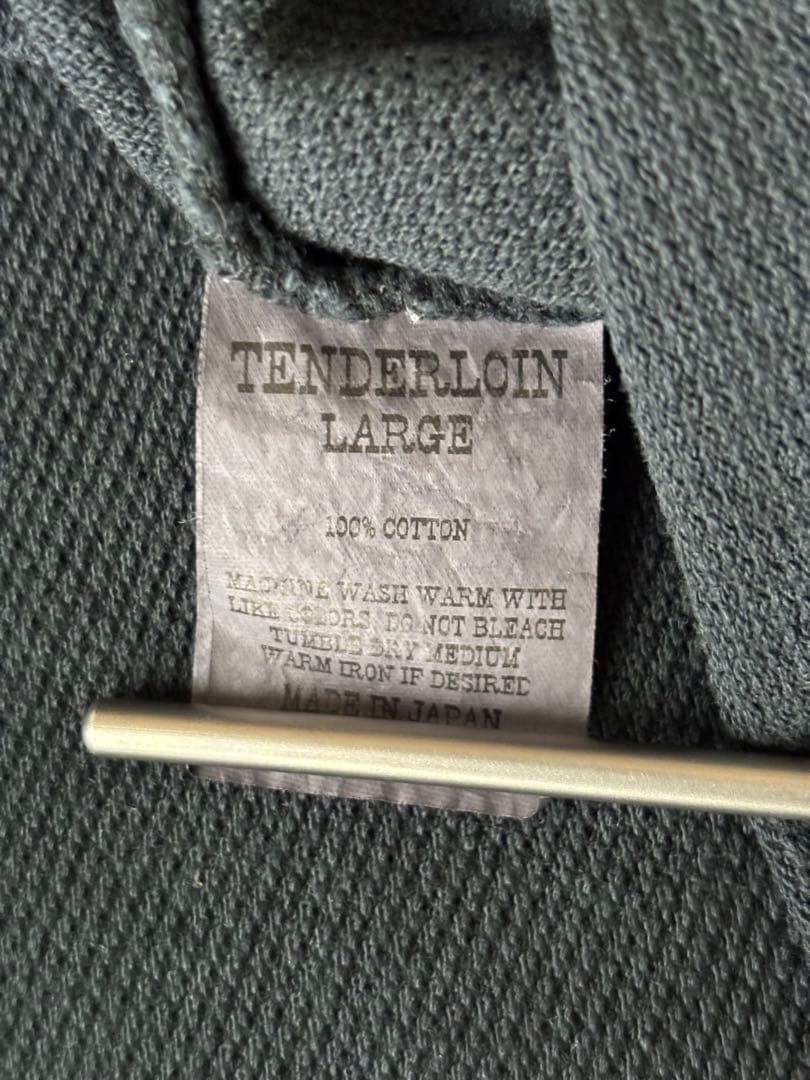 TENDERLOIN
LARGE
100% COTTON
MACHINE WASH WARM WITH
LIKE COLORS. DO NOT BLEACH
TUMBLE DRY MEDIUM
WARM IRON IF DESIRED
MADE IN JAPAN